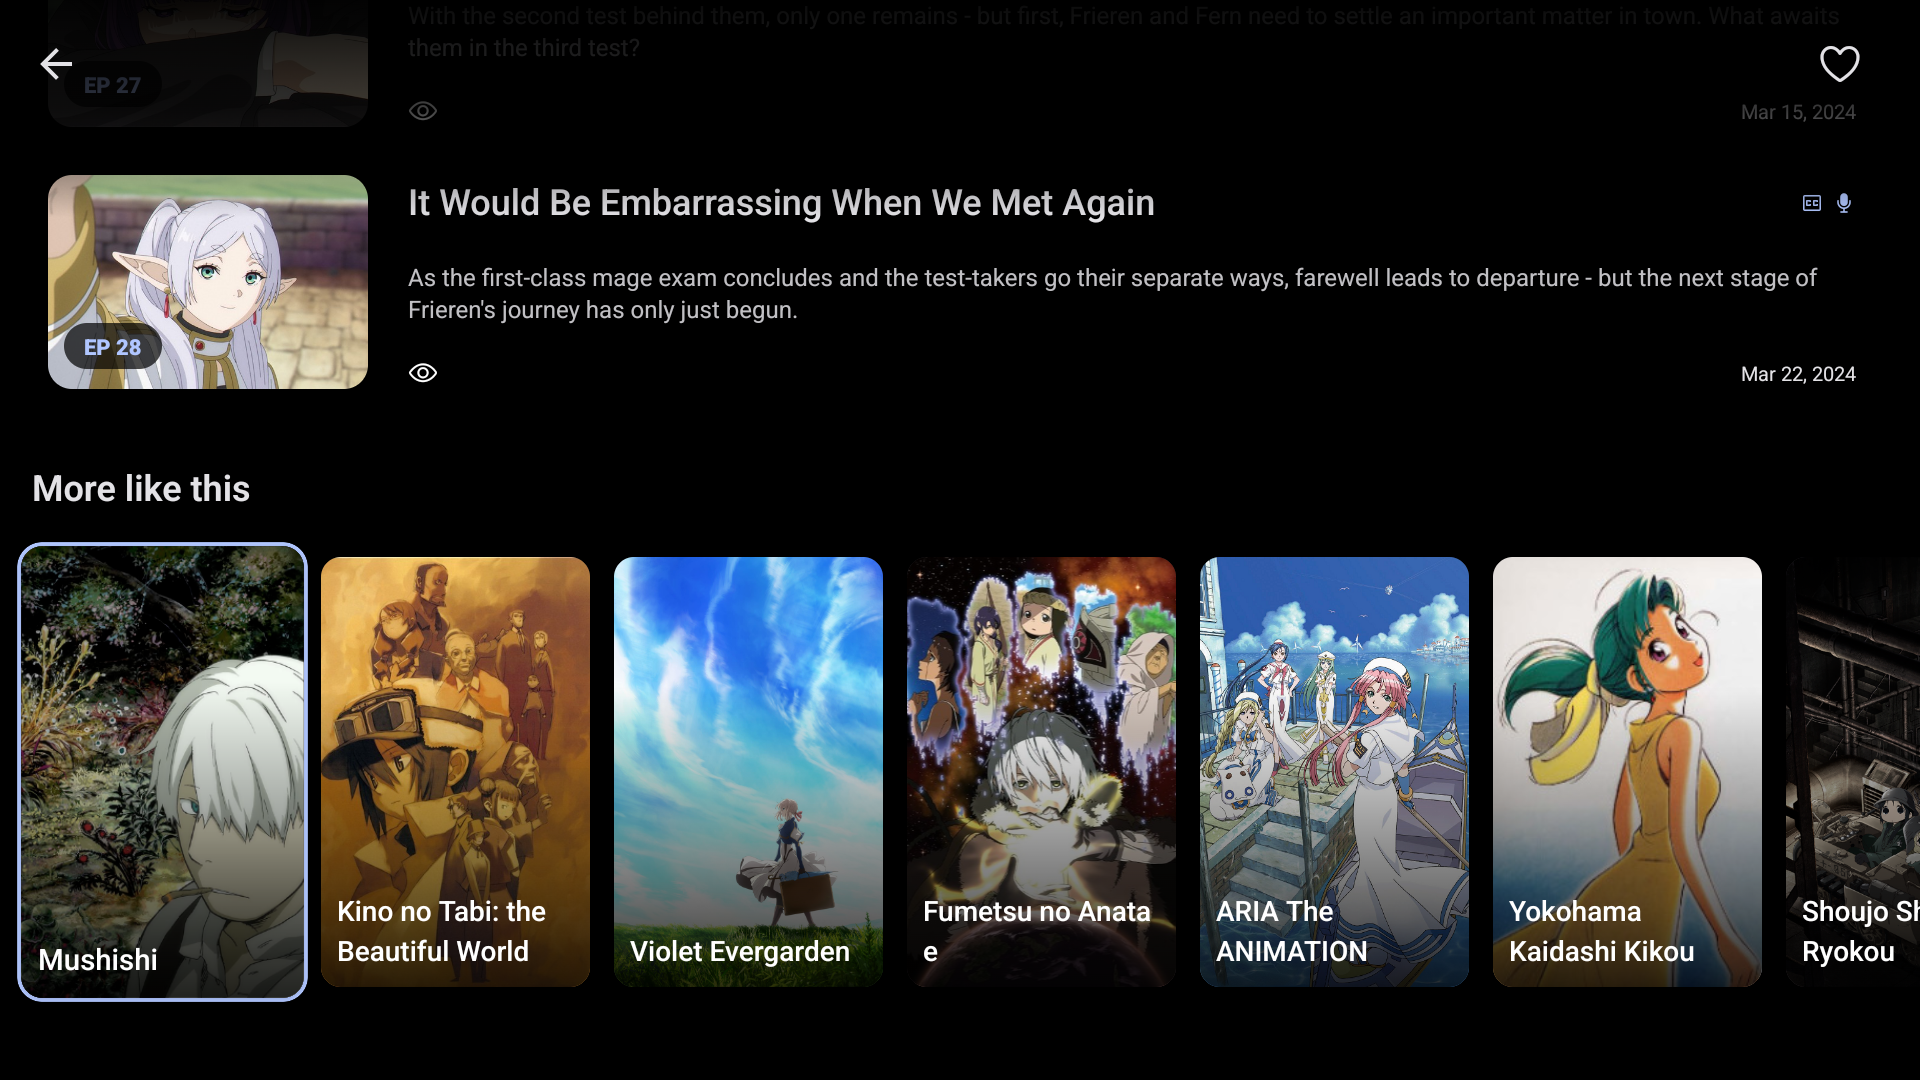 With the second test behind them, only one remains - but first, Frieren and Fern need to settle an important matter in town. What awaits
them in the third test?
EP 27
Mar 15, 2024
It Would Be Embarrassing When We Met Again
CC
As the first-class mage exam concludes and the test-takers go their separate ways, farewell leads to departure - but the next stage of
Frieren's journey has only just begun.
EP 28
Mar 22, 2024
More like this
Mushishi
Kino no Tabi: the
Beautiful World
Violet Evergarden
Fumetsu no Anata
e
ARIA The
ANIMATION
Yokohama
Kaidashi Kikou
Shoujo Sh
Ryokou